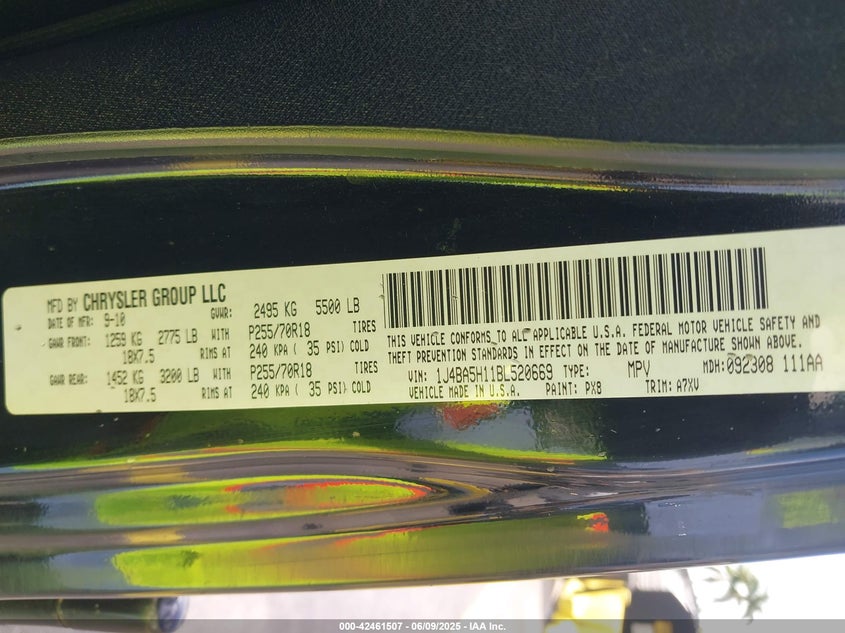 MFD BY CHRYSLER GROUP LLC
DATE OF MFR: 9-10 GVWR: 2495 KG 5500 LB
GAWR FRONT: 1259 KG 2775 LB WITH P255/70R18 TIRES
18X7.5 RIMS AT 240 KPA ( 35 PSI) COLD
GAWR REAR: 1452 KG 3200 LB WITH P255/70R18 TIRES
18X7.5 RIMS AT 240 KPA ( 35 PSI) COLD
THIS VEHICLE CONFORMS TO ALL APPLICABLE U.S.A. FEDERAL MOTOR VEHICLE SAFETY AND
THEFT PREVENTION STANDARDS IN EFFECT ON THE DATE OF MANUFACTURE SHOWN ABOVE.
VIN: 1J4BA5H11BL520669 TYPE: MPV MDH:092308 111AA
VEHICLE MADE IN U.S.A. PAINT: PX8 TRIM: A7XV
000-42461507 - 06/09/2025 - IAA Inc.